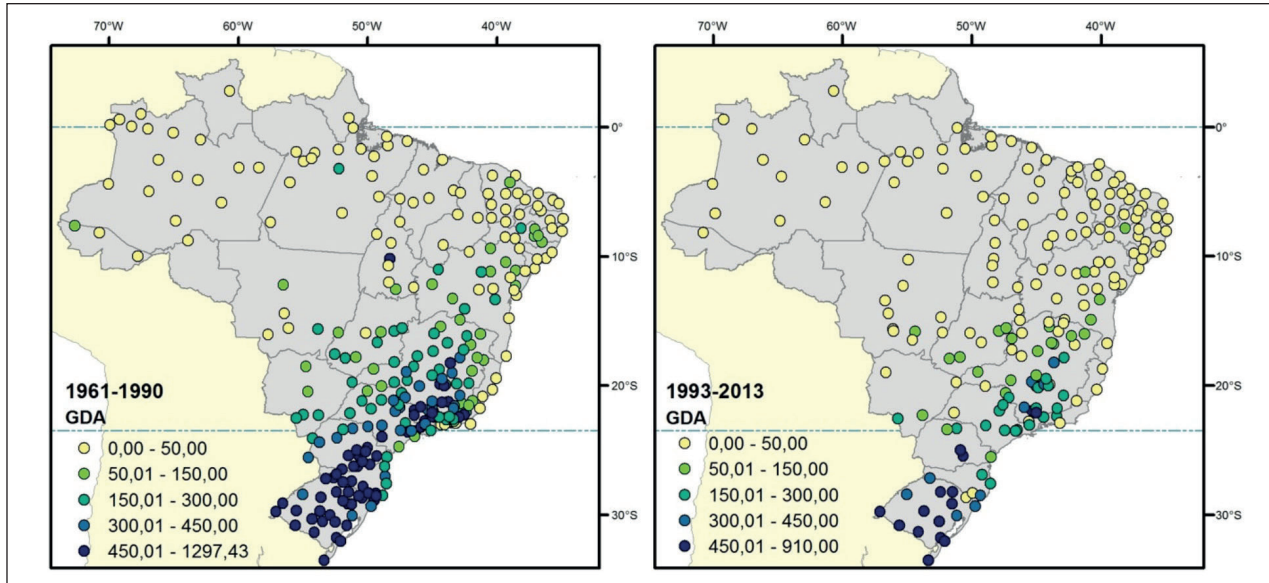 70°W 60°W 50°W 40°W
0°
10°S
20°S
30°S
1961-1990
GDA
0,00 - 50,00
50,01 - 150,00
150,01 - 300,00
300,01 - 450,00
450,01 - 1297,43
70°W 60°W 50°W 40°W
0°
10°S
20°S
30°S
1993-2013
GDA
0,00 - 50,00
50,01 - 150,00
150,01 - 300,00
300,01 - 450,00
450,01 - 910,00